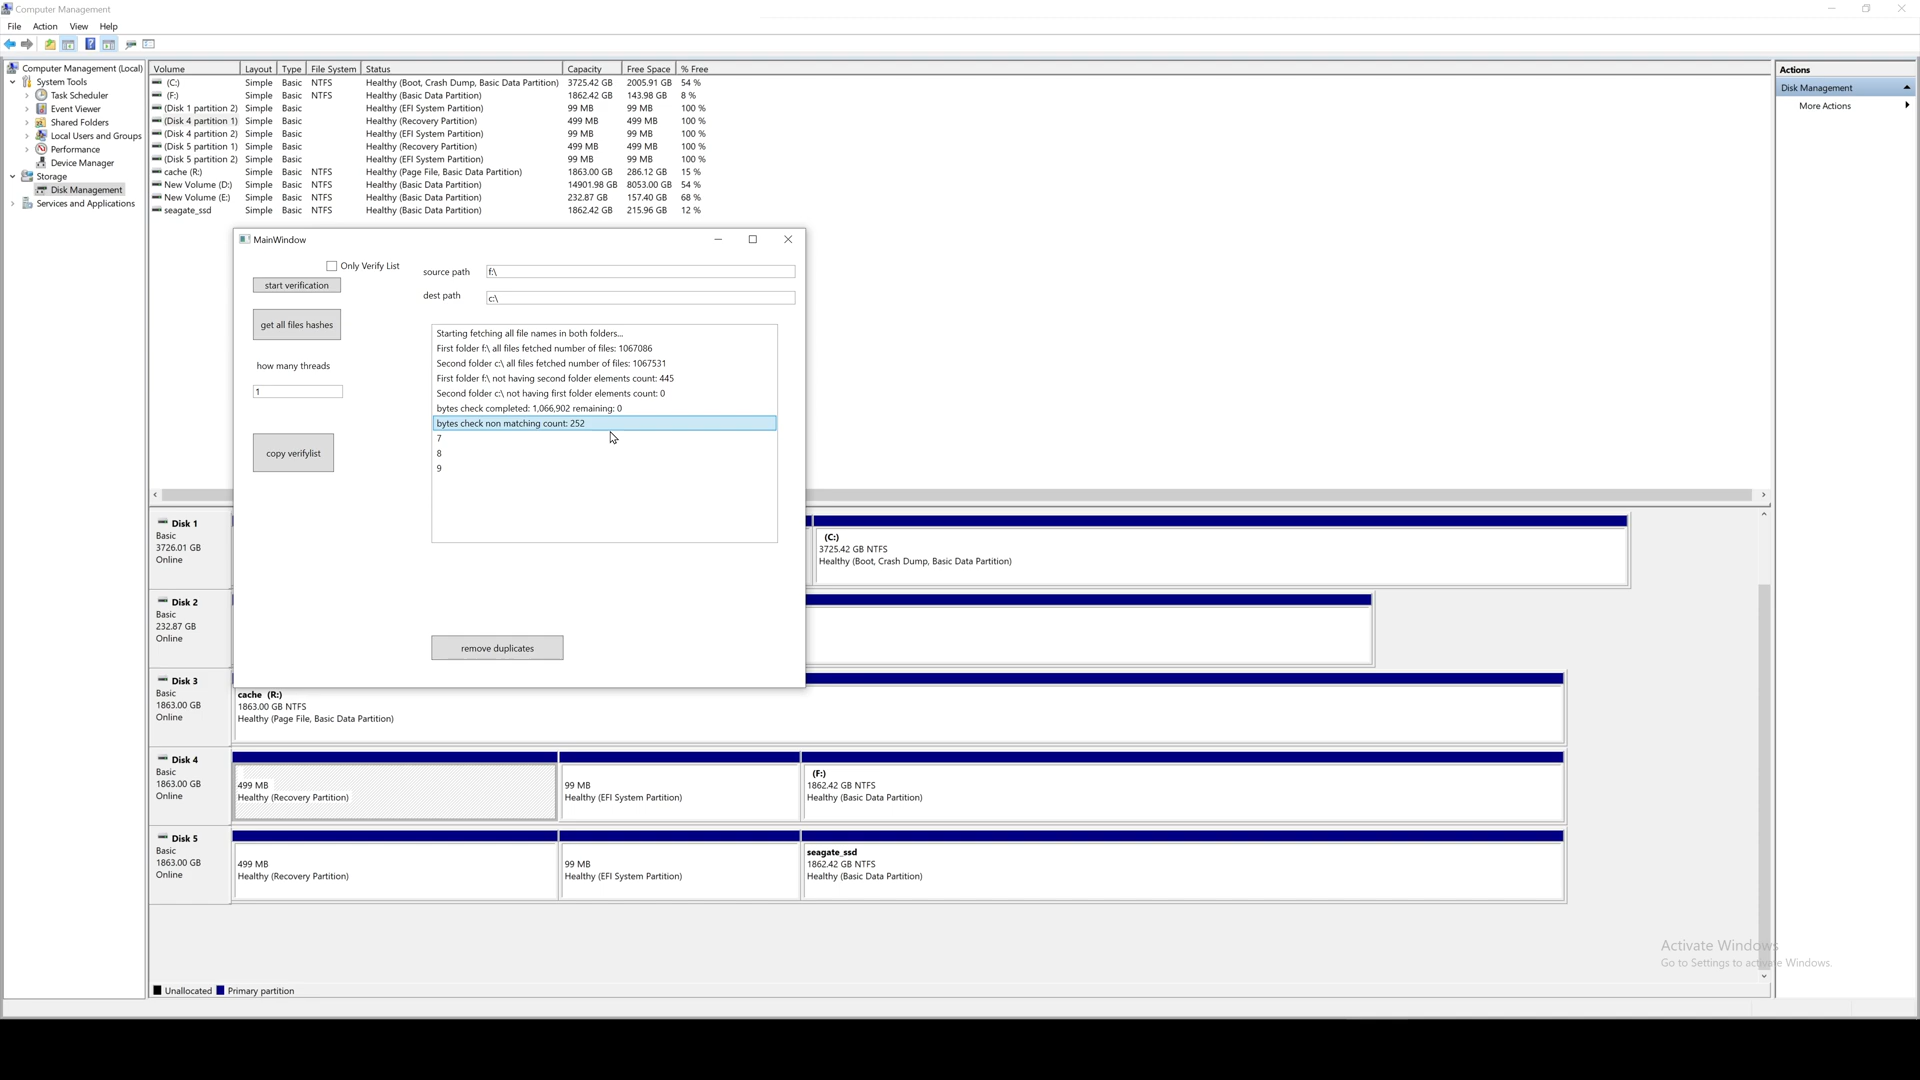 Computer Management
File Action View Help
Computer Management (Local)
System Tools
Task Scheduler
Event Viewer
Shared Folders
Local Users and Groups
Performance
Device Manager
Storage
Disk Management
Services and Applications
Volume Layout Type File System Status Capacity Free Space % Free
(C:) Simple Basic NTFS Healthy (Boot, Crash Dump, Basic Data Partition) 3725.42 GB 2005.91 GB 54 %
(F:) Simple Basic NTFS Healthy (Basic Data Partition) 1862.42 GB 143.98 GB 8 %
(Disk 1 partition 2) Simple Basic Healthy (EFI System Partition) 99 MB 99 MB 100 %
(Disk 4 partition 1) Simple Basic Healthy (Recovery Partition) 499 MB 499 MB 100 %
(Disk 4 partition 2) Simple Basic Healthy (EFI System Partition) 99 MB 99 MB 100 %
(Disk 5 partition 1) Simple Basic Healthy (Recovery Partition) 499 MB 499 MB 100 %
(Disk 5 partition 2) Simple Basic Healthy (EFI System Partition) 99 MB 99 MB 100 %
cache (R:) Simple Basic NTFS Healthy (Page File, Basic Data Partition) 1863.00 GB 286.12 GB 15 %
New Volume (D:) Simple Basic NTFS Healthy (Basic Data Partition) 14901.98 GB 8053.00 GB 54 %
New Volume (E:) Simple Basic NTFS Healthy (Basic Data Partition) 232.87 GB 157.40 GB 68 %
seagate_ssd Simple Basic NTFS Healthy (Basic Data Partition) 1862.42 GB 215.96 GB 12 %
Actions
Disk Management
More Actions
MainWindow
Only Verify List
start verification
get all files hashes
how many threads
1
copy verifylist
source path f:\
dest path c:\
Starting fetching all file names in both folders...
First folder f:\ all files fetched number of files: 1067086
Second folder c:\ all files fetched number of files: 1067531
First folder f:\ not having second folder elements count: 445
Second folder c:\ not having first folder elements count: 0
bytes check completed: 1,066,902 remaining: 0
bytes check non matching count: 252
7
8
9
remove duplicates
Disk 1
Basic
3726.01 GB
Online
(C:)
3725.42 GB NTFS
Healthy (Boot, Crash Dump, Basic Data Partition)
Disk 2
Basic
232.87 GB
Online
Disk 3
Basic
1863.00 GB
Online
cache (R:)
1863.00 GB NTFS
Healthy (Page File, Basic Data Partition)
Disk 4
Basic
1863.00 GB
Online
499 MB
Healthy (Recovery Partition)
99 MB
Healthy (EFI System Partition)
(F:)
1862.42 GB NTFS
Healthy (Basic Data Partition)
Disk 5
Basic
1863.00 GB
Online
499 MB
Healthy (Recovery Partition)
99 MB
Healthy (EFI System Partition)
seagate_ssd
1862.42 GB NTFS
Healthy (Basic Data Partition)
Activate Windows
Go to Settings to activate Windows.
Unallocated Primary partition